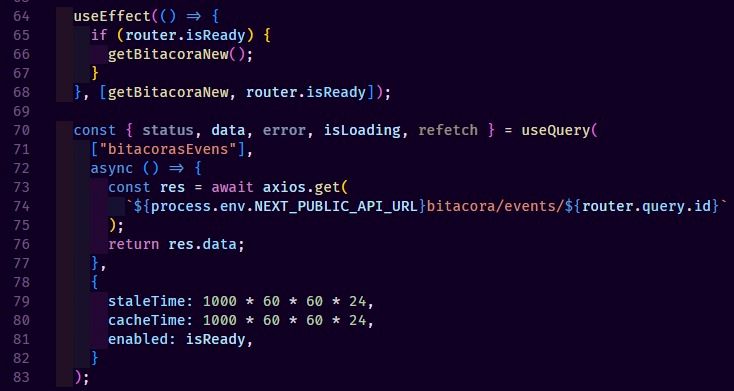 64 useEffect(() => {
65 if (router.isReady) {
66 getBitacoraNew();
67 }
68 }, [getBitacoraNew, router.isReady]);
69
70 const { status, data, error, isLoading, refetch } = useQuery(
71 ["bitacorasEvens"],
72 async () => {
73 const res = await axios.get(
74 `${process.env.NEXT_PUBLIC_API_URL}bitacora/events/${router.query.id}`
75 );
76 return res.data;
77 },
78 {
79 staleTime: 1000 * 60 * 60 * 24,
80 cacheTime: 1000 * 60 * 60 * 24,
81 enabled: isReady,
82 }
83 );